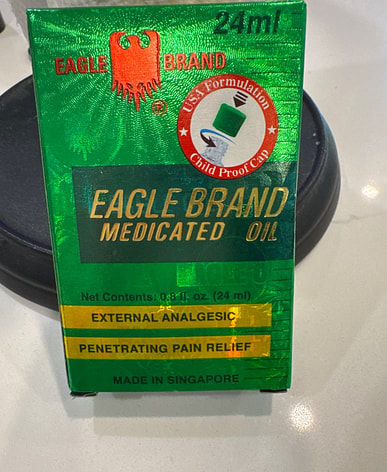 24ml
EAGLE BRAND
®
USA Formulation
Child Proof Cap
EAGLE BRAND
MEDICATED OIL
Net Contents: 0.8 fl. oz. (24 ml)
EXTERNAL ANALGESIC
PENETRATING PAIN RELIEF
MADE IN SINGAPORE